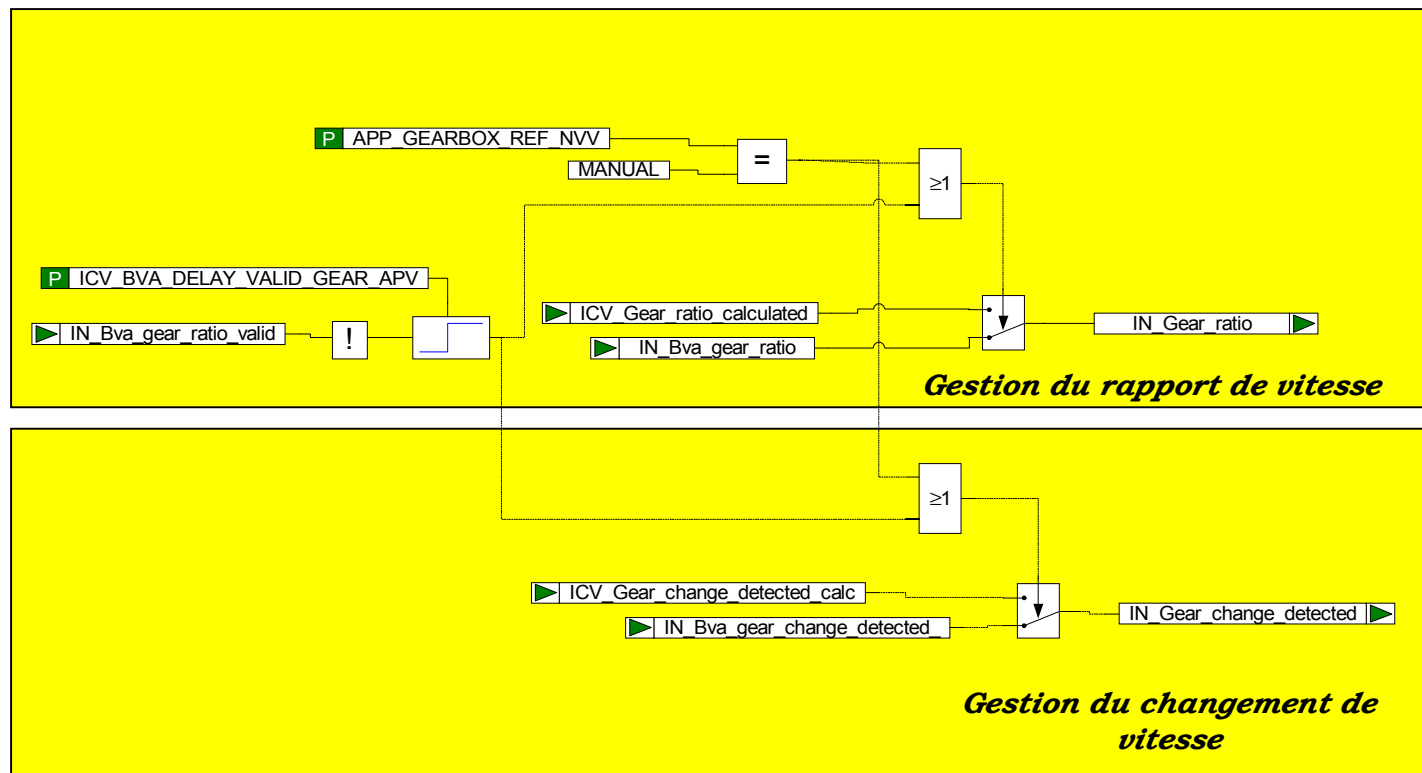 P APP_GEARBOX_REF_NVV
MANUAL
=
≥1
P ICV_BVA_DELAY_VALID_GEAR_APV
IN_Bva_gear_ratio_valid
!
ICV_Gear_ratio_calculated
IN_Bva_gear_ratio
IN_Gear_ratio
Gestion du rapport de vitesse
≥1
ICV_Gear_change_detected_calc
IN_Bva_gear_change_detected_
IN_Gear_change_detected
Gestion du changement de
vitesse